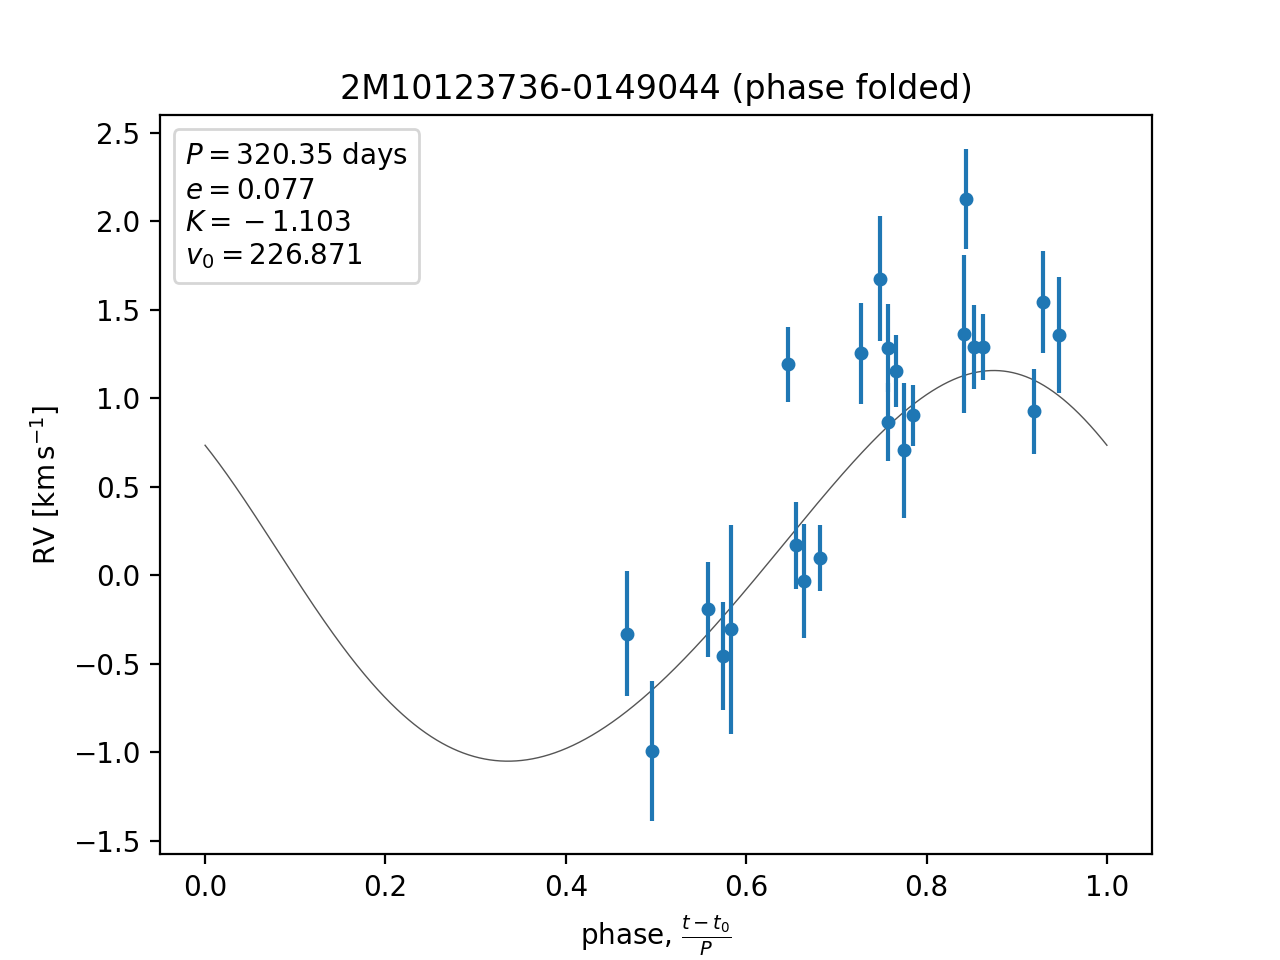 2M10123736-0149044 (phase folded)
P = 320.35 days
e = 0.077
K = −1.103
v₀ = 226.871
2.5
2.0
1.5
1.0
0.5
0.0
−0.5
−1.0
−1.5
RV [km s⁻¹]
0.0 0.2 0.4 0.6 0.8 1.0
phase, (t − t₀)/P